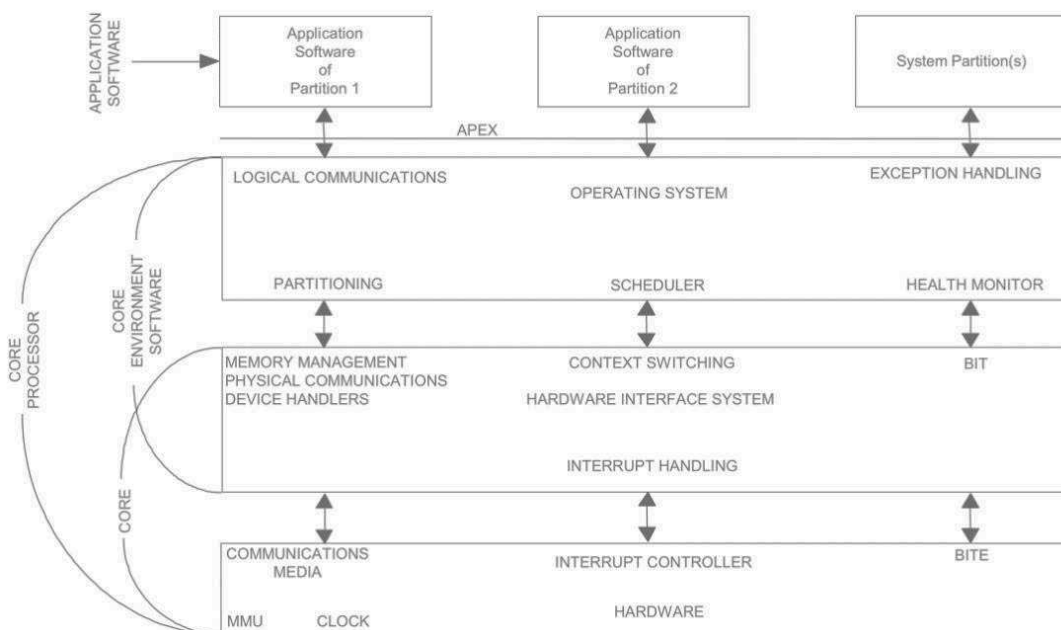 APPLICATION
SOFTWARE
Application
Software
of
Partition 1
Application
Software
of
Partition 2
System Partition(s)
APEX
LOGICAL COMMUNICATIONS
OPERATING SYSTEM
EXCEPTION HANDLING
PARTITIONING
SCHEDULER
HEALTH MONITOR
CORE
PROCESSOR
CORE
ENVIRONMENT
SOFTWARE
MEMORY MANAGEMENT
PHYSICAL COMMUNICATIONS
DEVICE HANDLERS
CONTEXT SWITCHING
BIT
HARDWARE INTERFACE SYSTEM
INTERRUPT HANDLING
CORE
COMMUNICATIONS
MEDIA
INTERRUPT CONTROLLER
BITE
HARDWARE
MMU
CLOCK